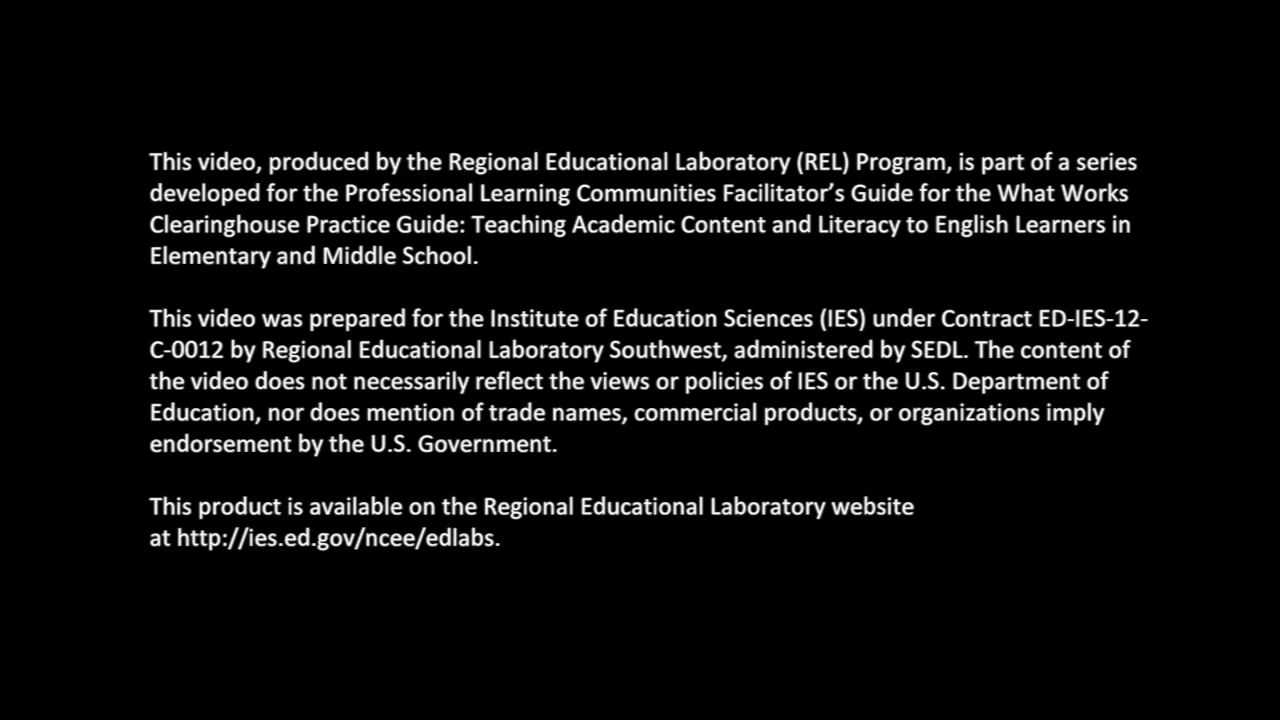 This video, produced by the Regional Educational Laboratory (REL) Program, is part of a series
developed for the Professional Learning Communities Facilitator’s Guide for the What Works
Clearinghouse Practice Guide: Teaching Academic Content and Literacy to English Learners in
Elementary and Middle School.
This video was prepared for the Institute of Education Sciences (IES) under Contract ED-IES-12-
C-0012 by Regional Educational Laboratory Southwest, administered by SEDL. The content of
the video does not necessarily reflect the views or policies of IES or the U.S. Department of
Education, nor does mention of trade names, commercial products, or organizations imply
endorsement by the U.S. Government.
This product is available on the Regional Educational Laboratory website
at http://ies.ed.gov/ncee/edlabs.